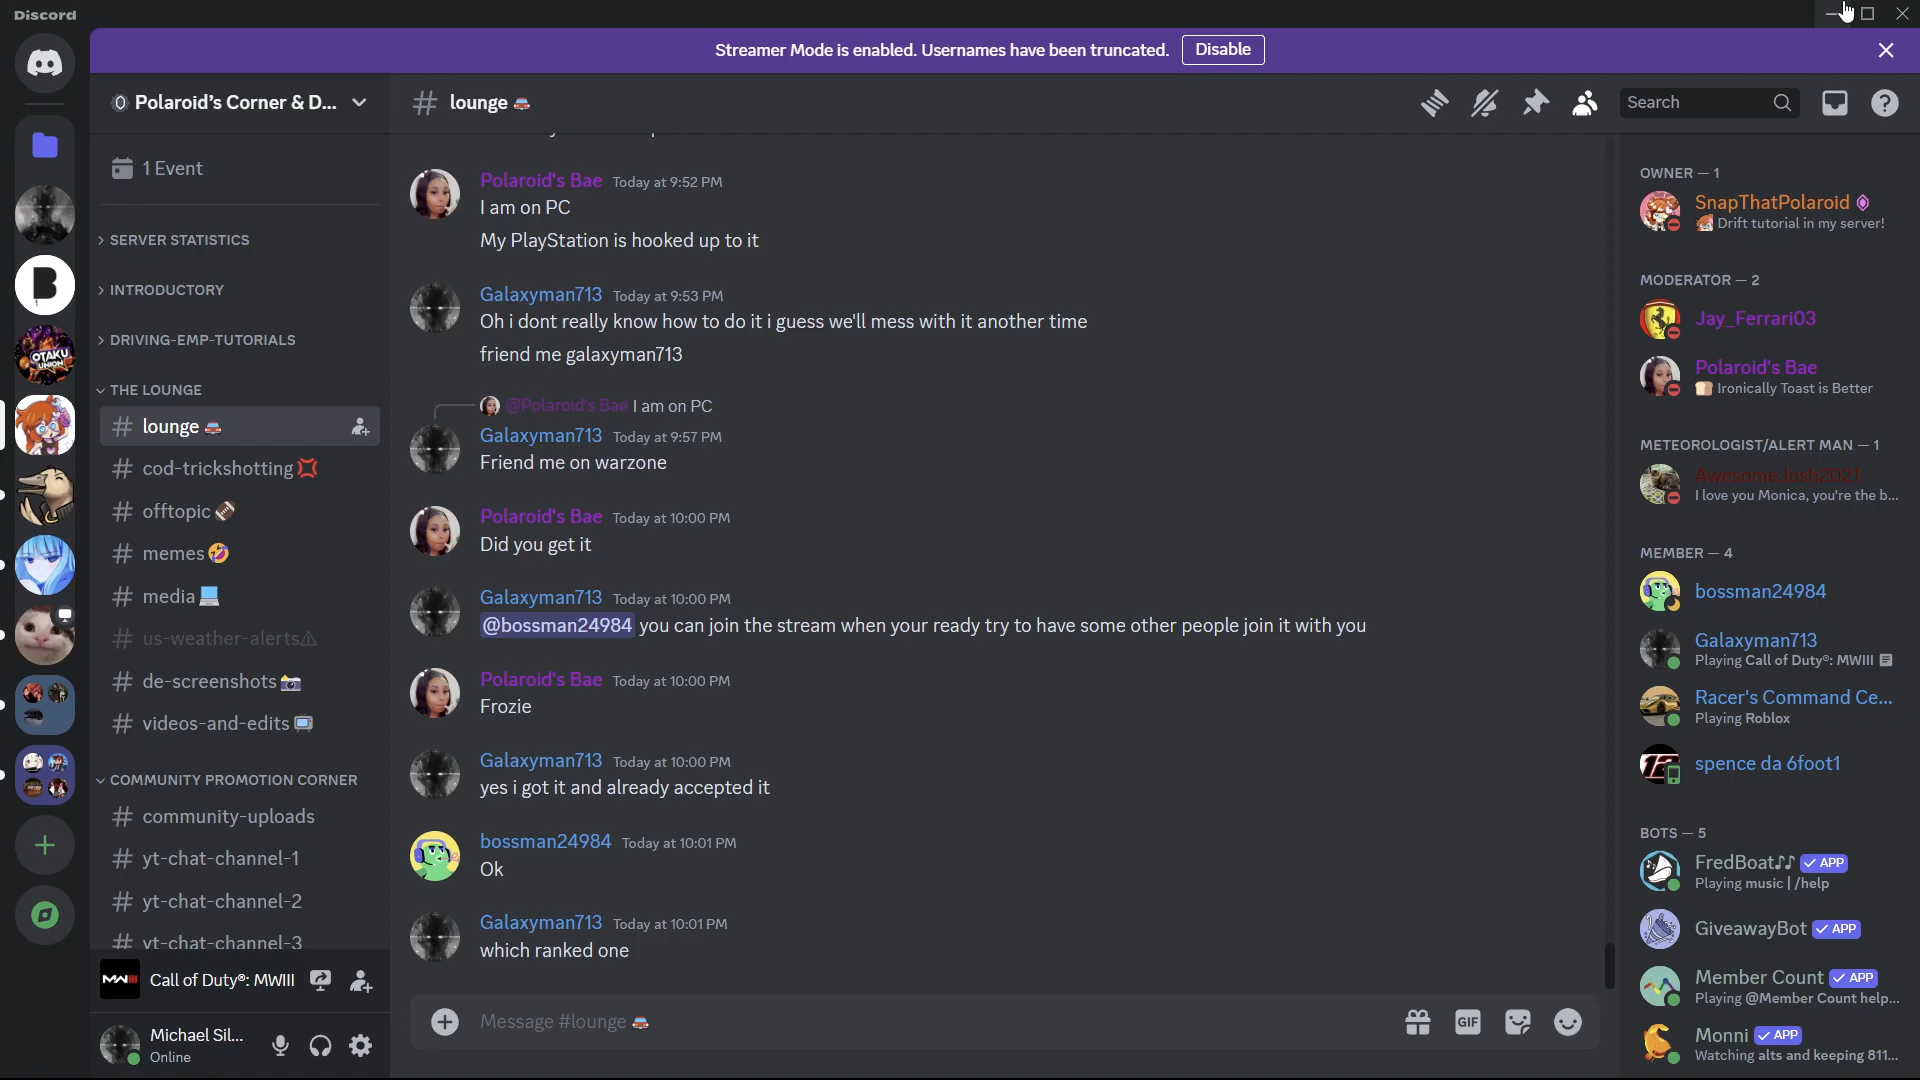 Discord
Streamer Mode is enabled. Usernames have been truncated. Disable
Polaroid's Corner & D...
1 Event
SERVER STATISTICS
INTRODUCTORY
DRIVING-EMP-TUTORIALS
THE LOUNGE
# lounge 🚘
# cod-trickshotting 💢
# offtopic 🏈
# memes 🤣
# media 💻
# us-weather-alerts ⚠
# de-screenshots 📷
# videos-and-edits 📺
COMMUNITY PROMOTION CORNER
# community-uploads
# yt-chat-channel-1
# yt-chat-channel-2
# yt-chat-channel-3
MWIII Call of Duty®: MWIII
Michael Sil...
Online
# lounge 🚘
Search
Polaroid's Bae Today at 9:52 PM
I am on PC
My PlayStation is hooked up to it
Galaxyman713 Today at 9:53 PM
Oh i dont really know how to do it i guess we'll mess with it another time
friend me galaxyman713
@Polaroid's Bae I am on PC
Galaxyman713 Today at 9:57 PM
Friend me on warzone
Polaroid's Bae Today at 10:00 PM
Did you get it
Galaxyman713 Today at 10:00 PM
@bossman24984 you can join the stream when your ready try to have some other people join it with you
Polaroid's Bae Today at 10:00 PM
Frozie
Galaxyman713 Today at 10:00 PM
yes i got it and already accepted it
bossman24984 Today at 10:01 PM
Ok
Galaxyman713 Today at 10:01 PM
which ranked one
Message #lounge 🚘
GIF
OWNER — 1
SnapThatPolaroid
Drift tutorial in my server!
MODERATOR — 2
Jay_Ferrari03
Polaroid's Bae
🍞 Ironically Toast is Better
METEOROLOGIST/ALERT MAN — 1
AwesomeJosh2021
I love you Monica, you're the b...
MEMBER — 4
bossman24984
Galaxyman713
Playing Call of Duty®: MWIII
Racer's Command Ce...
Playing Roblox
spence da 6foot1
BOTS — 5
FredBoat♪♪ ✓ APP
Playing music | /help
GiveawayBot ✓ APP
Member Count ✓ APP
Playing @Member Count help...
Monni ✓ APP
Watching alts and keeping 811...
B
OTAKU
UNION